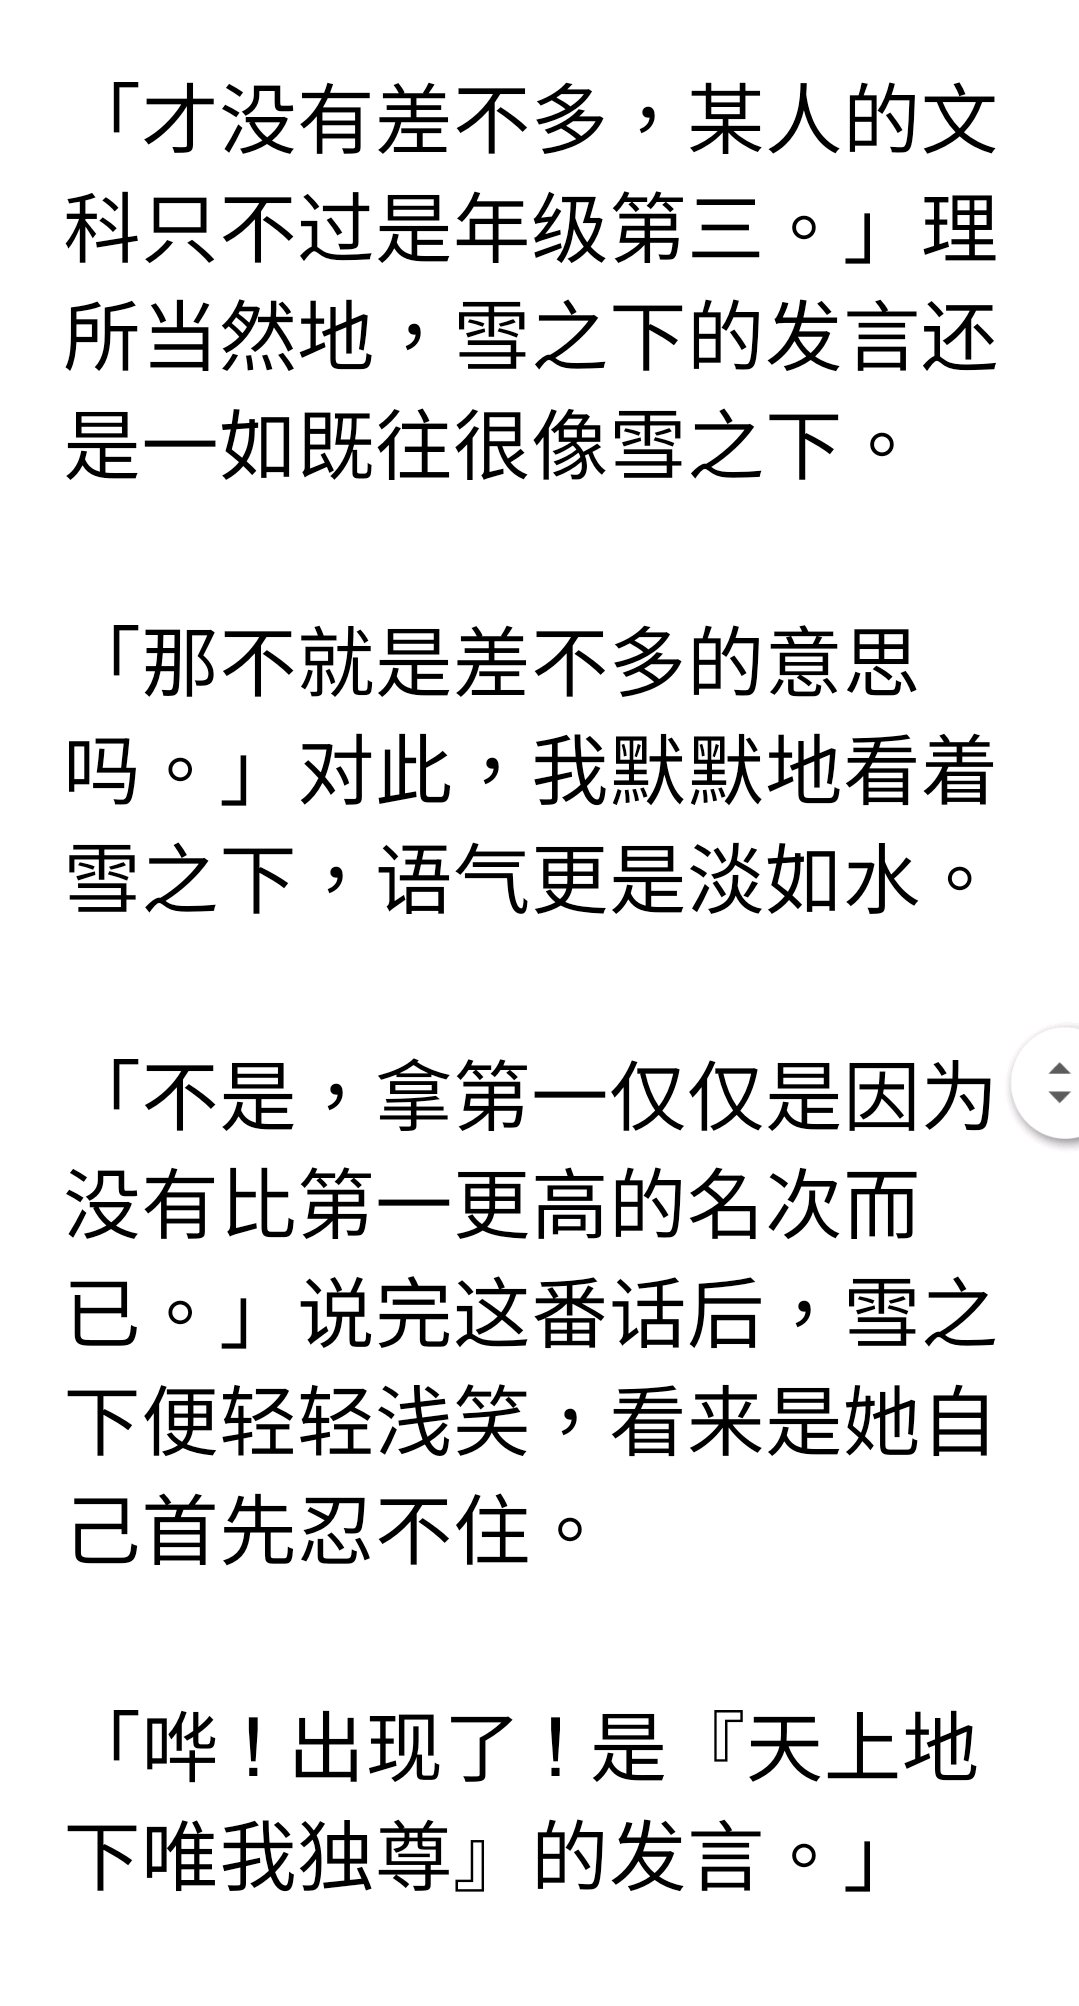 「才没有差不多，某人的文
科只不过是年级第三。」理
所当然地，雪之下的发言还
是一如既往很像雪之下。
「那不就是差不多的意思
吗。」对此，我默默地看着
雪之下，语气更是淡如水。
「不是，拿第一仅仅是因为
没有比第一更高的名次而
已。」说完这番话后，雪之
下便轻轻浅笑，看来是她自
己首先忍不住。
「哗！出现了！是『天上地
下唯我独尊』的发言。」